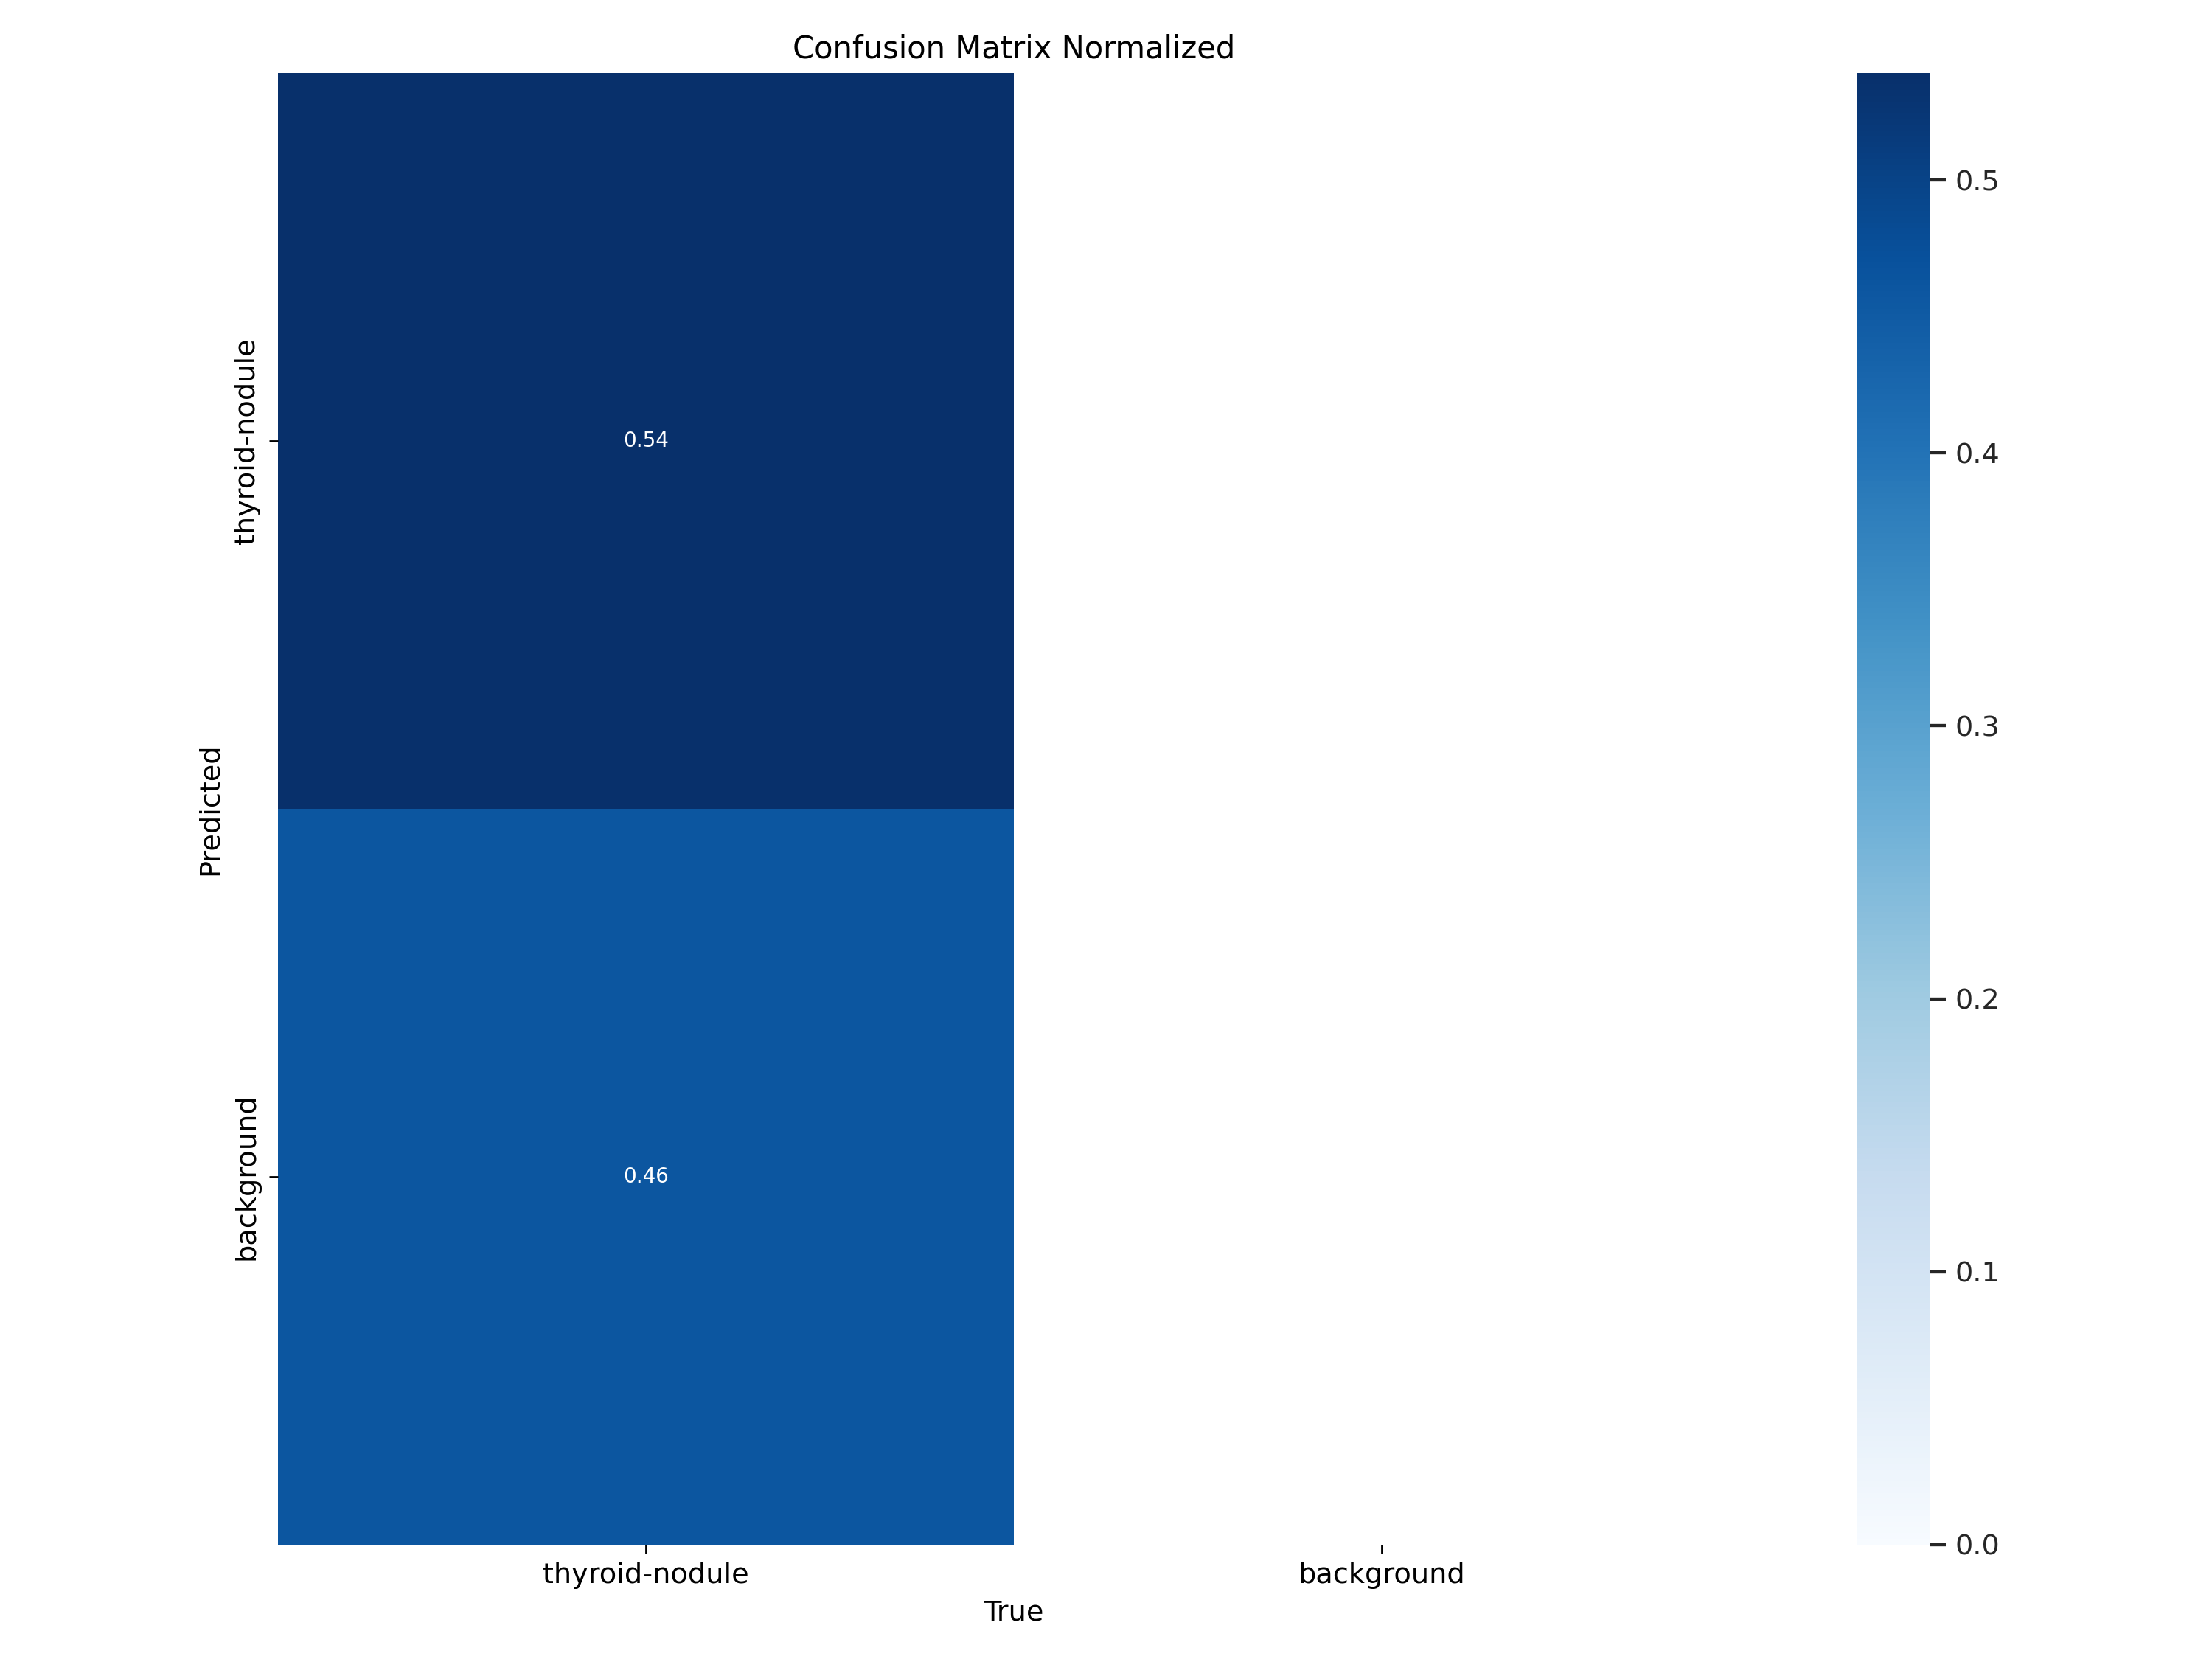 Confusion Matrix Normalized
thyroid-nodule
background
Predicted
0.54
0.46
thyroid-nodule
background
True
0.5
0.4
0.3
0.2
0.1
0.0